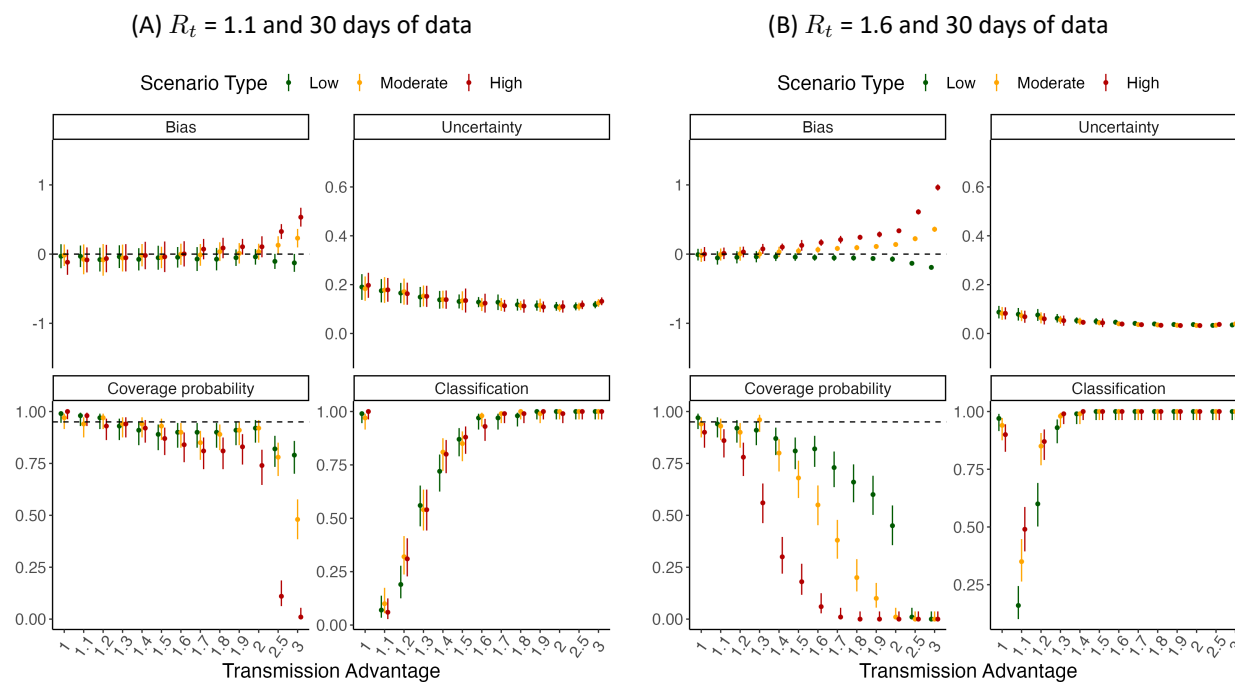 (A) R_t = 1.1 and 30 days of data
Scenario Type Low Moderate High
Bias
Uncertainty
1
0
-1
0.6
0.4
0.2
0.0
Coverage probability
Classification
1.00
0.75
0.50
0.25
0.00
1.00
0.75
0.50
0.25
0.00
1 1.1 1.2 1.3 1.4 1.5 1.6 1.7 1.8 1.9 2 2.5 3
1 1.1 1.2 1.3 1.4 1.5 1.6 1.7 1.8 1.9 2 2.5 3
Transmission Advantage
(B) R_t = 1.6 and 30 days of data
Scenario Type Low Moderate High
Bias
Uncertainty
1
0
-1
0.6
0.4
0.2
0.0
Coverage probability
Classification
1.00
0.75
0.50
0.25
0.00
1.00
0.75
0.50
0.25
1 1.1 1.2 1.3 1.4 1.5 1.6 1.7 1.8 1.9 2 2.5 3
1 1.1 1.2 1.3 1.4 1.5 1.6 1.7 1.8 1.9 2 2.5 3
Transmission Advantage